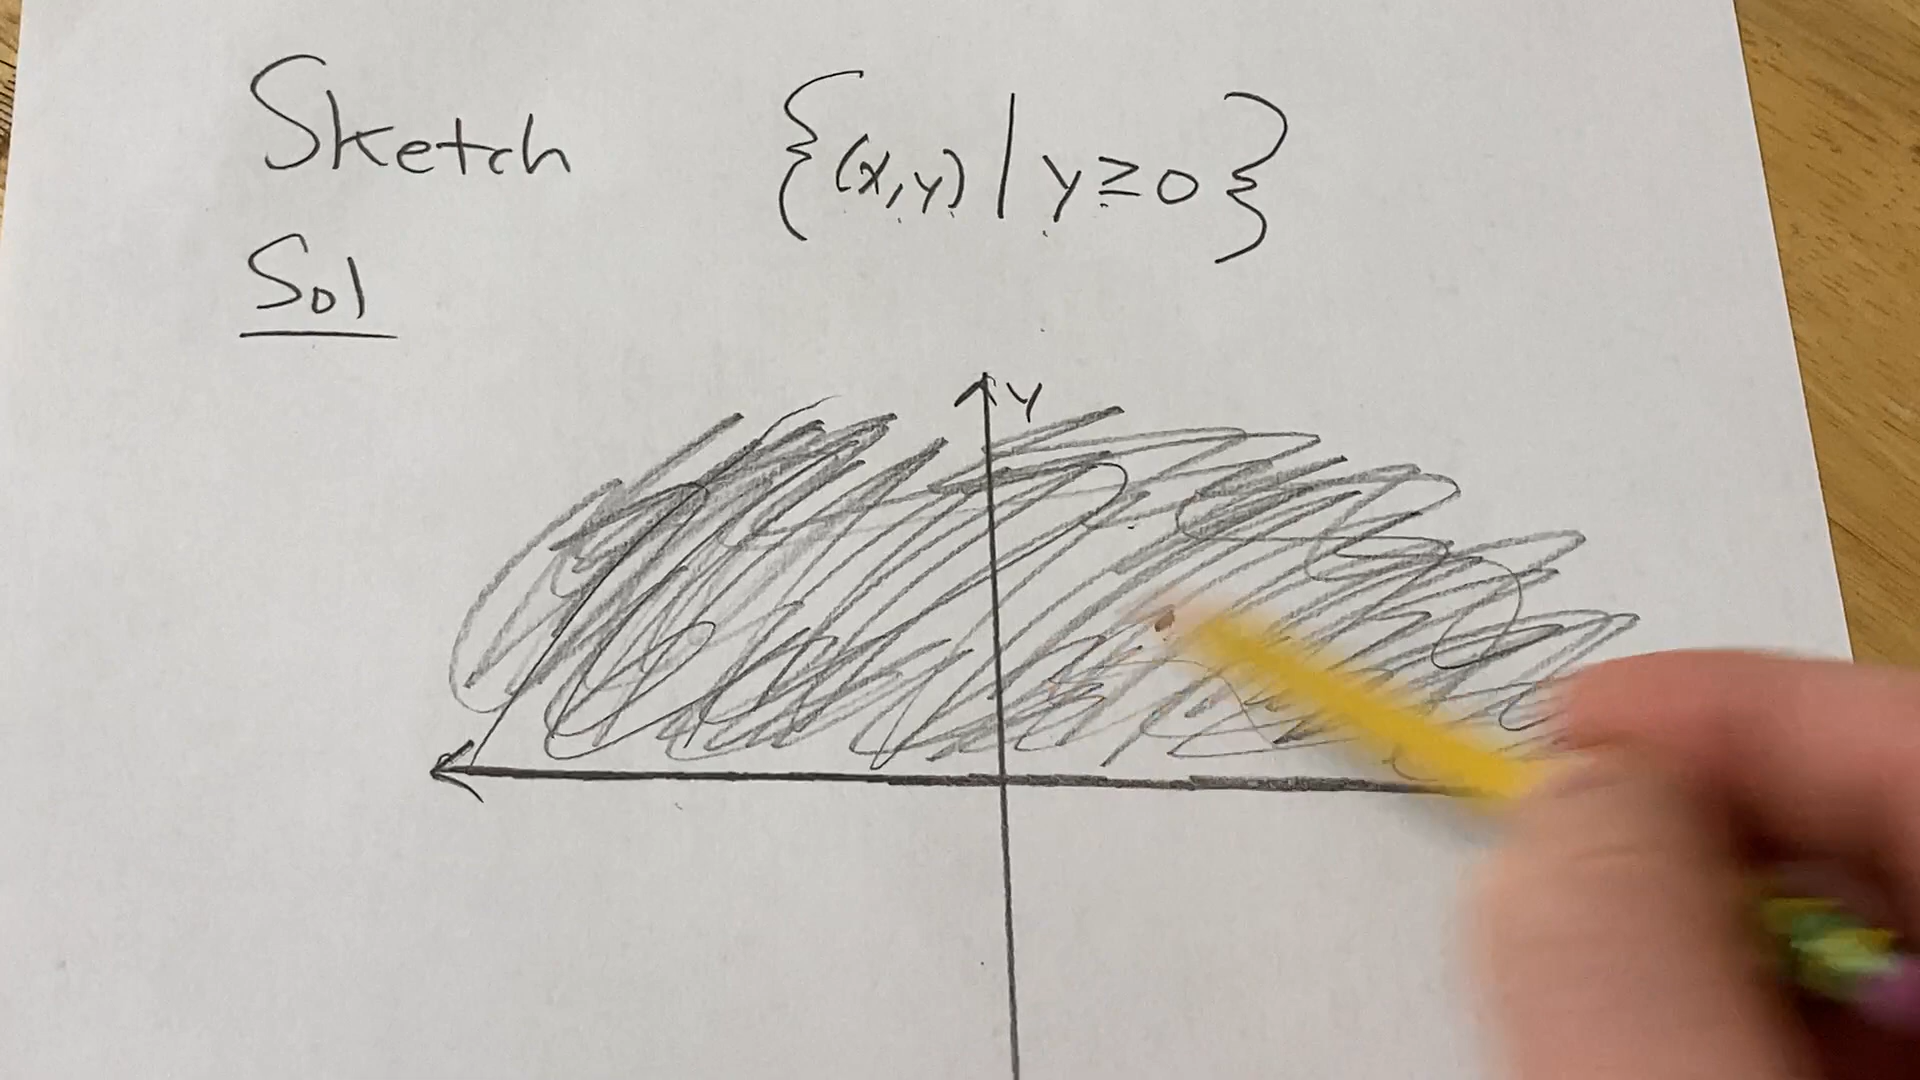 Sketch {(x,y) | y ≥ 0}
Sol
y